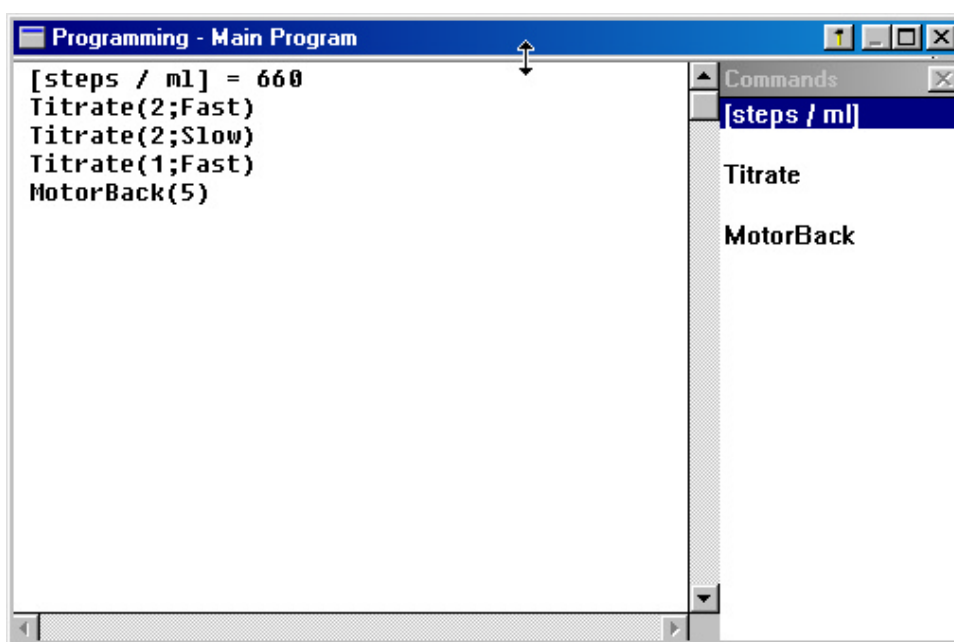 Programming - Main Program
[steps / ml] = 660
Titrate(2;Fast)
Titrate(2;Slow)
Titrate(1;Fast)
MotorBack(5)
Commands
[steps / ml]
Titrate
MotorBack